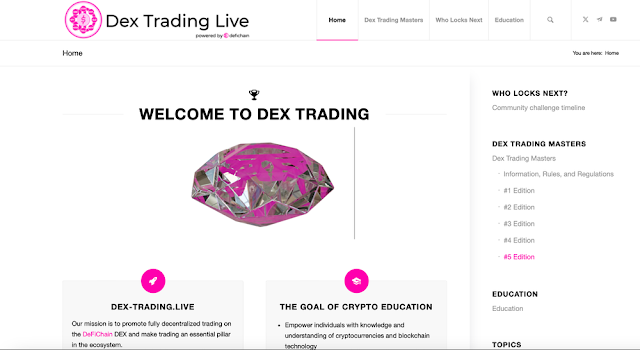 Dex Trading Live
powered by defichain
Home
Dex Trading Masters
Who Locks Next
Education
Home
You are here: Home
WELCOME TO DEX TRADING
DEX-TRADING.LIVE
Our mission is to promote fully decentralized trading on
the DeFiChain DEX and make trading an essential pillar
in the ecosystem.
THE GOAL OF CRYPTO EDUCATION
• Empower individuals with knowledge and
understanding of cryptocurrencies and blockchain
technology
WHO LOCKS NEXT?
Community challenge timeline
DEX TRADING MASTERS
Dex Trading Masters
Information, Rules, and Regulations
#1 Edition
#2 Edition
#3 Edition
#4 Edition
#5 Edition
EDUCATION
Education
TOPICS